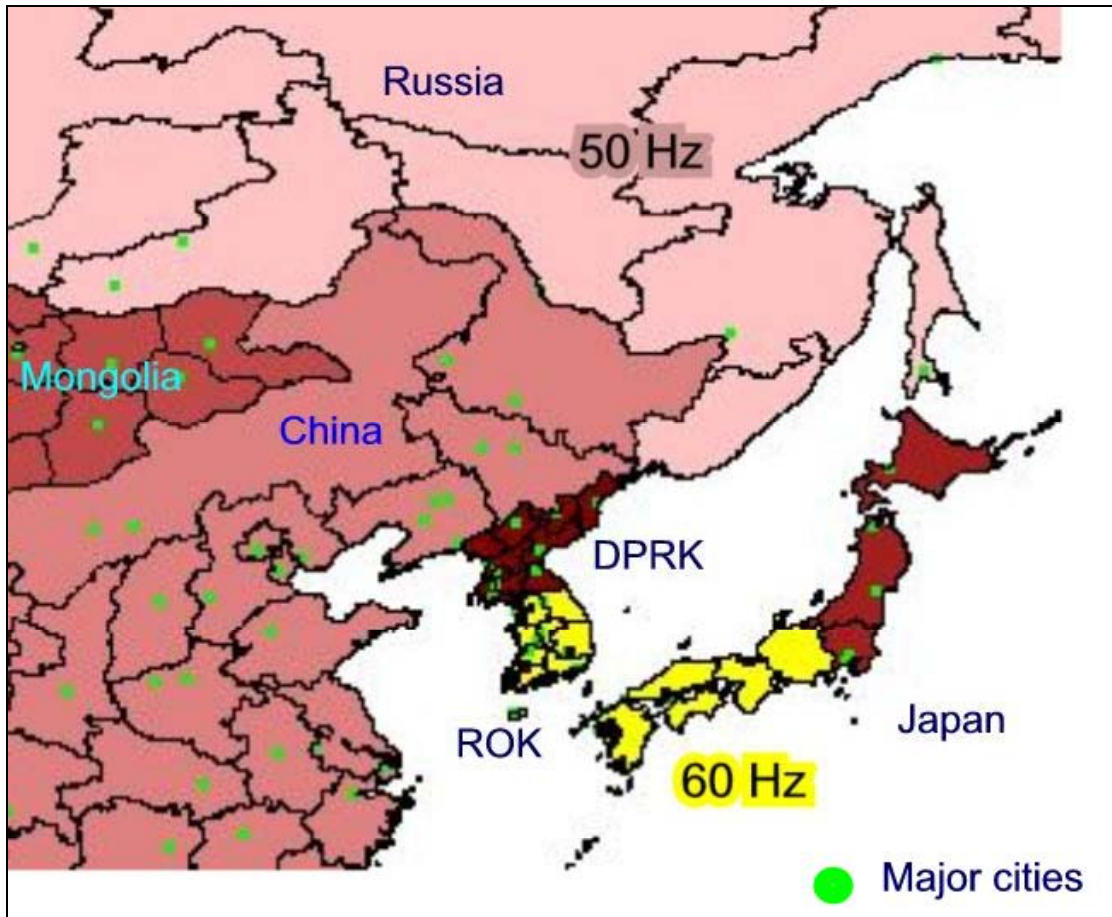 Russia
50 Hz
Mongolia
China
DPRK
ROK
Japan
60 Hz
Major cities